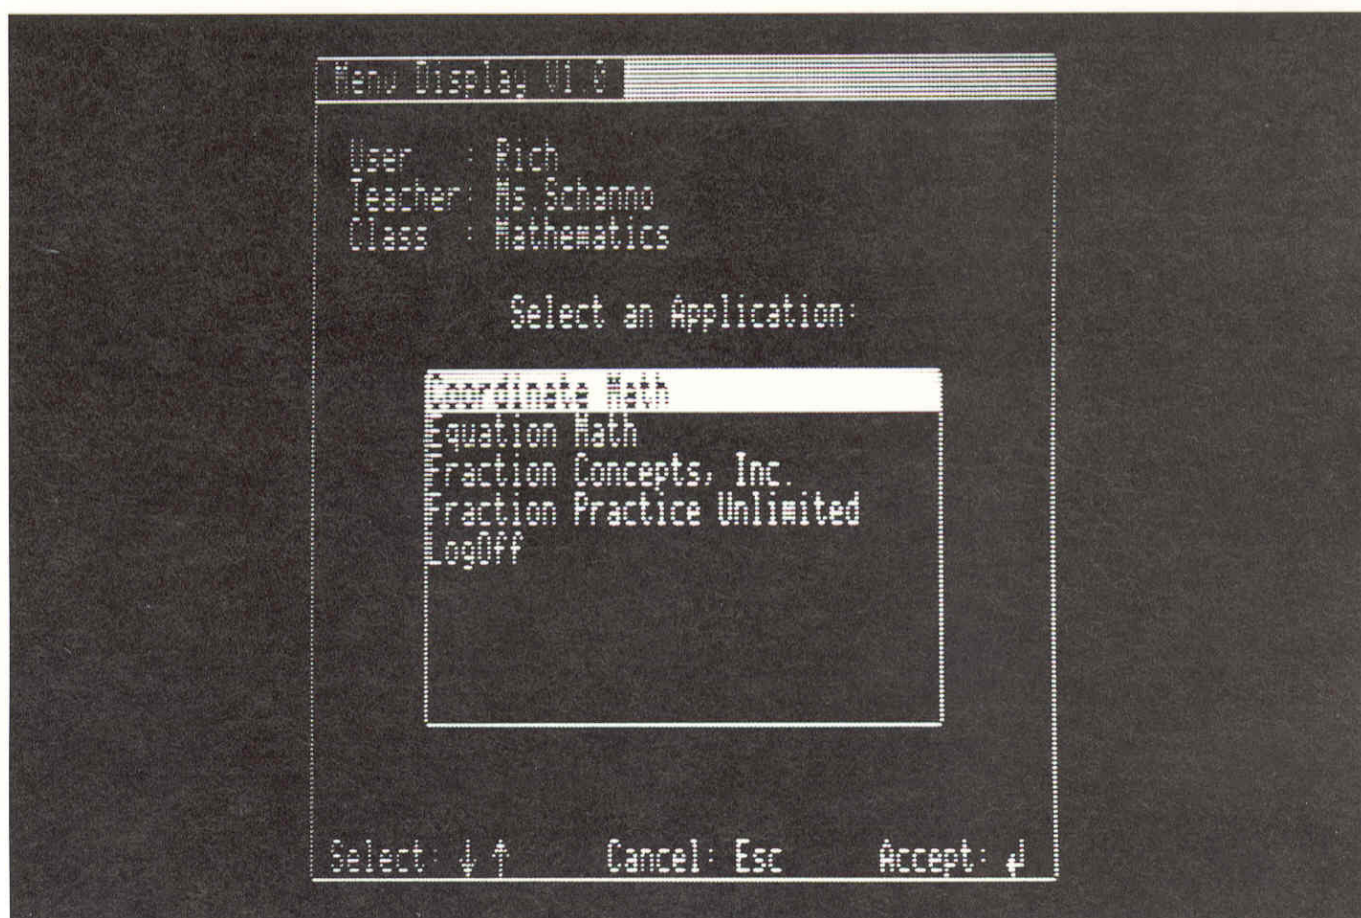 Menu Display V1.0
User : Rich
Teacher: Ms.Schanno
Class : Mathematics
Select an Application:
Coordinate Math
Equation Math
Fraction Concepts, Inc.
Fraction Practice Unlimited
LogOff
Select: ↓ ↑ Cancel: Esc Accept: ↵